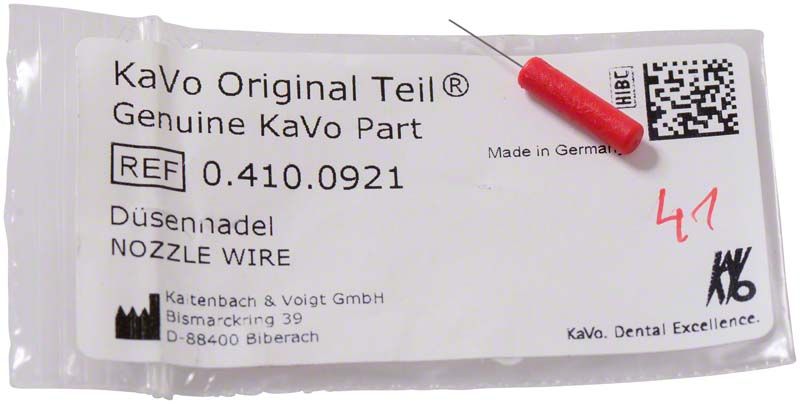 KaVo Original Teil®
Genuine KaVo Part
REF 0.410.0921
Düsennadel
NOZZLE WIRE
Kaltenbach & Voigt GmbH
Bismarckring 39
D-88400 Biberach
HIBC
Made in Germany
41
KaVo
KaVo. Dental Excellence.